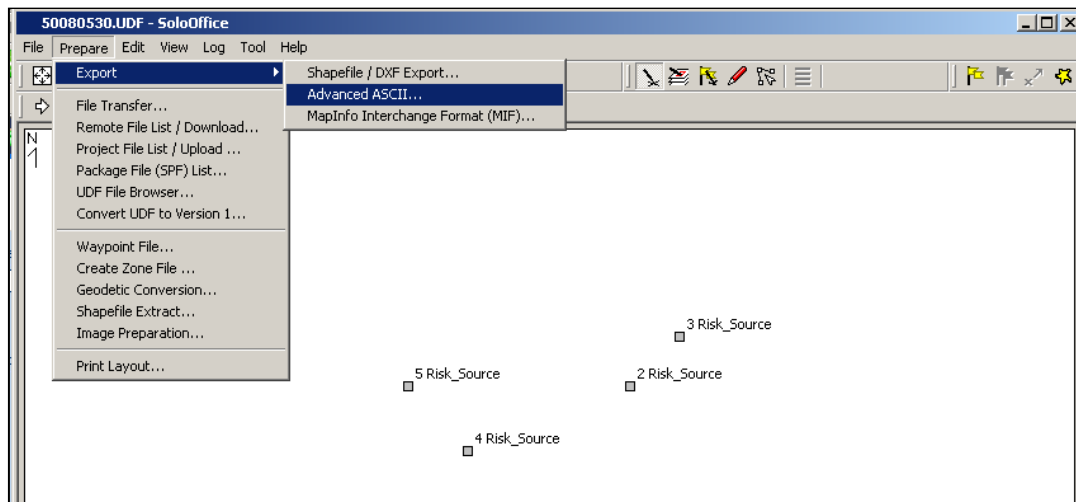 50080530.UDF - SoloOffice
File Prepare Edit View Log Tool Help
Export
Shapefile / DXF Export...
Advanced ASCII...
MapInfo Interchange Format (MIF)...
File Transfer...
Remote File List / Download...
Project File List / Upload ...
Package File (SPF) List...
UDF File Browser...
Convert UDF to Version 1...
Waypoint File...
Create Zone File ...
Geodetic Conversion...
Shapefile Extract...
Image Preparation...
Print Layout...
N
3 Risk_Source
5 Risk_Source
2 Risk_Source
4 Risk_Source